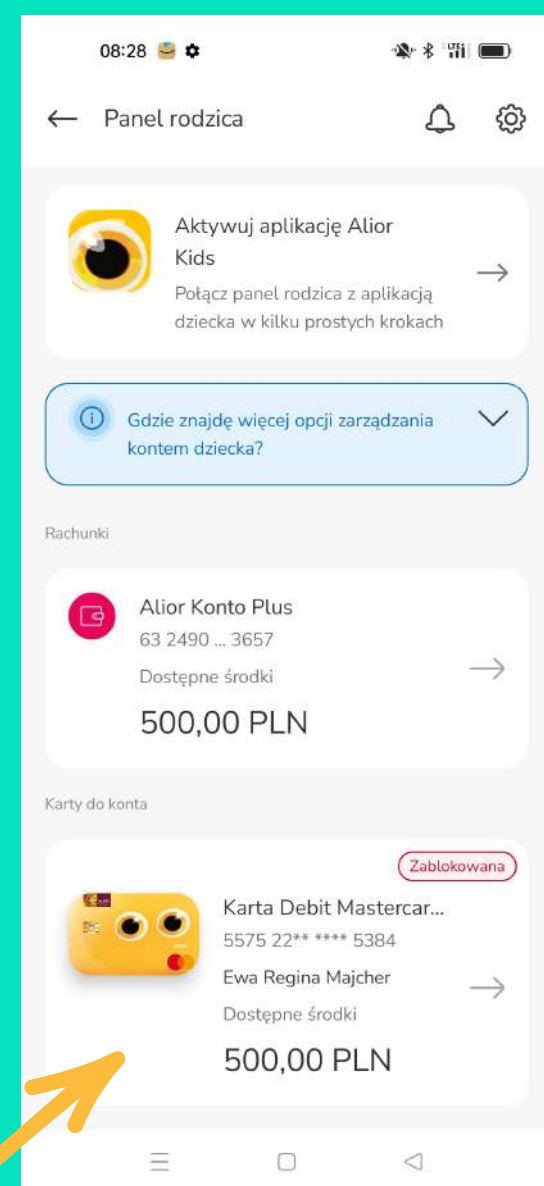 08:28
Panel rodzica
Aktywuj aplikację Alior
Kids
Połącz panel rodzica z aplikacją
dziecka w kilku prostych krokach
Gdzie znajdę więcej opcji zarządzania
kontem dziecka?
Rachunki
Alior Konto Plus
63 2490 ... 3657
Dostępne środki
500,00 PLN
Karty do konta
Zablokowana
Karta Debit Mastercar...
5575 22** **** 5384
Ewa Regina Majcher
Dostępne środki
500,00 PLN